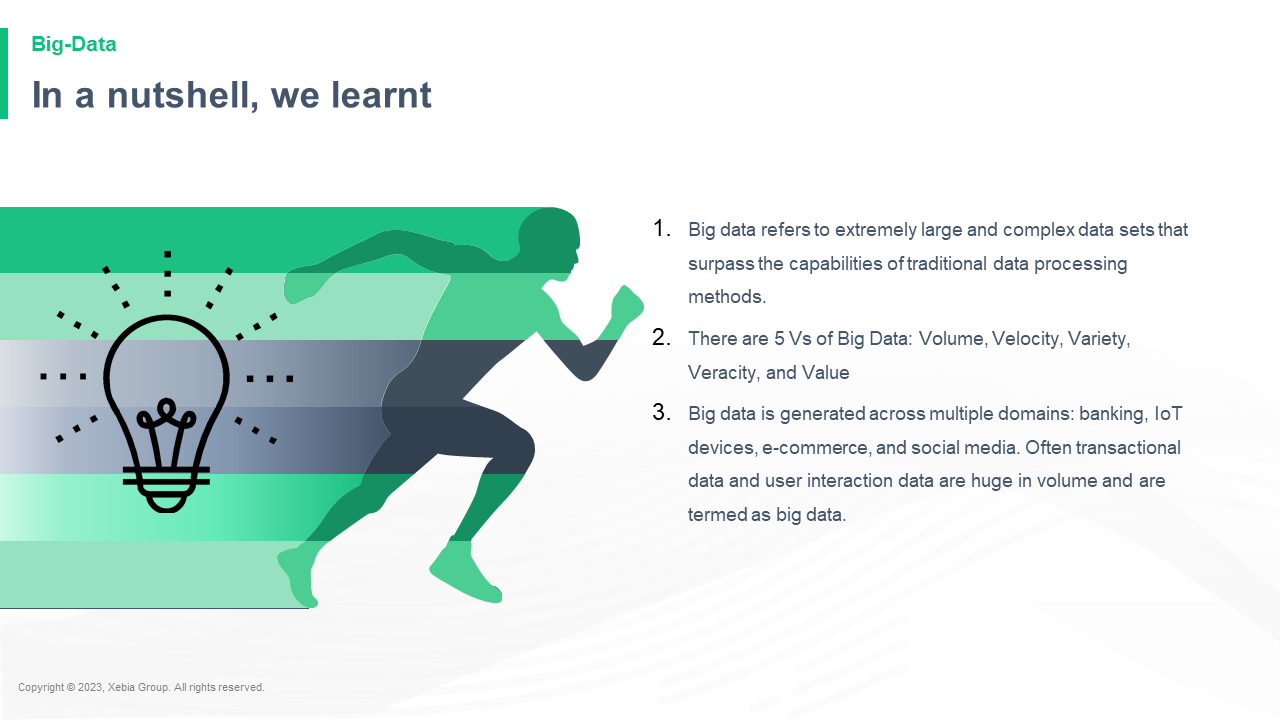 Big-Data
In a nutshell, we learnt
1. Big data refers to extremely large and complex data sets that
surpass the capabilities of traditional data processing
methods.
2. There are 5 Vs of Big Data: Volume, Velocity, Variety,
Veracity, and Value
3. Big data is generated across multiple domains: banking, IoT
devices, e-commerce, and social media. Often transactional
data and user interaction data are huge in volume and are
termed as big data.
Copyright © 2023, Xebia Group. All rights reserved.